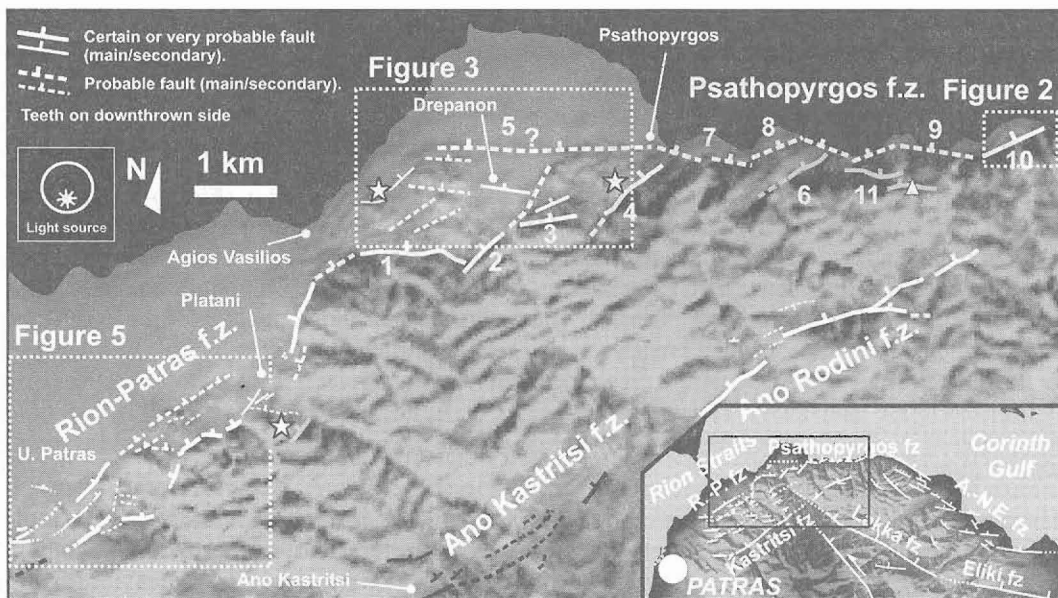 Certain or very probable fault
(main/secondary).
Probable fault (main/secondary).
Teeth on downthrown side
Light source
N
1 km
Figure 3
Drepanon
5 ?
Psathopyrgos
Psathopyrgos f.z.
Figure 2
7
8
9
10
6
11
4
3
2
1
Agios Vasilios
Platani
Figure 5
Rion-Patras f.z.
U. Patras
Ano Kastritsi f.z.
Ano Kastritsi
Ano Rodini f.z.
Rion Straits
Psathopyrgos fz
Corinth
Gulf
R.-P. fz
A.-N.E. fz
Lakka fz
Kastritsi fz
Eliki fz
PATRAS